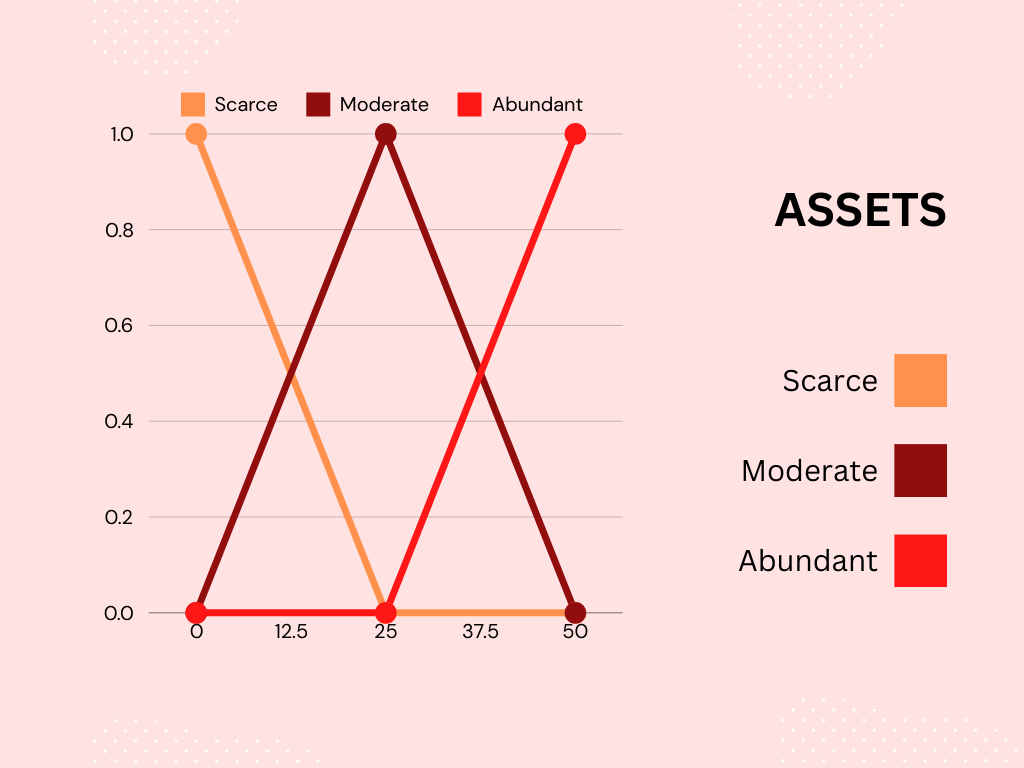 Scarce Moderate Abundant
1.0
0.8
0.6
0.4
0.2
0.0
0 12.5 25 37.5 50
ASSETS
Scarce
Moderate
Abundant